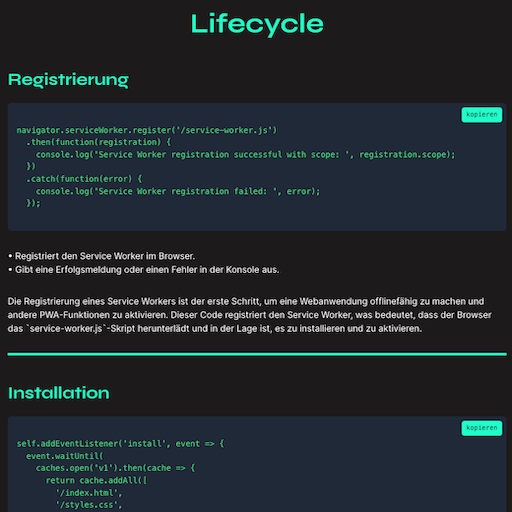 Lifecycle
Registrierung
kopieren
navigator.serviceWorker.register('/service-worker.js')
  .then(function(registration) {
    console.log('Service Worker registration successful with scope: ', registration.scope);
  })
  .catch(function(error) {
    console.log('Service Worker registration failed: ', error);
  });
• Registriert den Service Worker im Browser.
• Gibt eine Erfolgsmeldung oder einen Fehler in der Konsole aus.
Die Registrierung eines Service Workers ist der erste Schritt, um eine Webanwendung offlinefähig zu machen und
andere PWA-Funktionen zu aktivieren. Dieser Code registriert den Service Worker, was bedeutet, dass der Browser
das `service-worker.js`-Skript herunterlädt und in der Lage ist, es zu installieren und zu aktivieren.
Installation
kopieren
self.addEventListener('install', event => {
  event.waitUntil(
    caches.open('v1').then(cache => {
      return cache.addAll([
        '/index.html',
        '/styles.css',